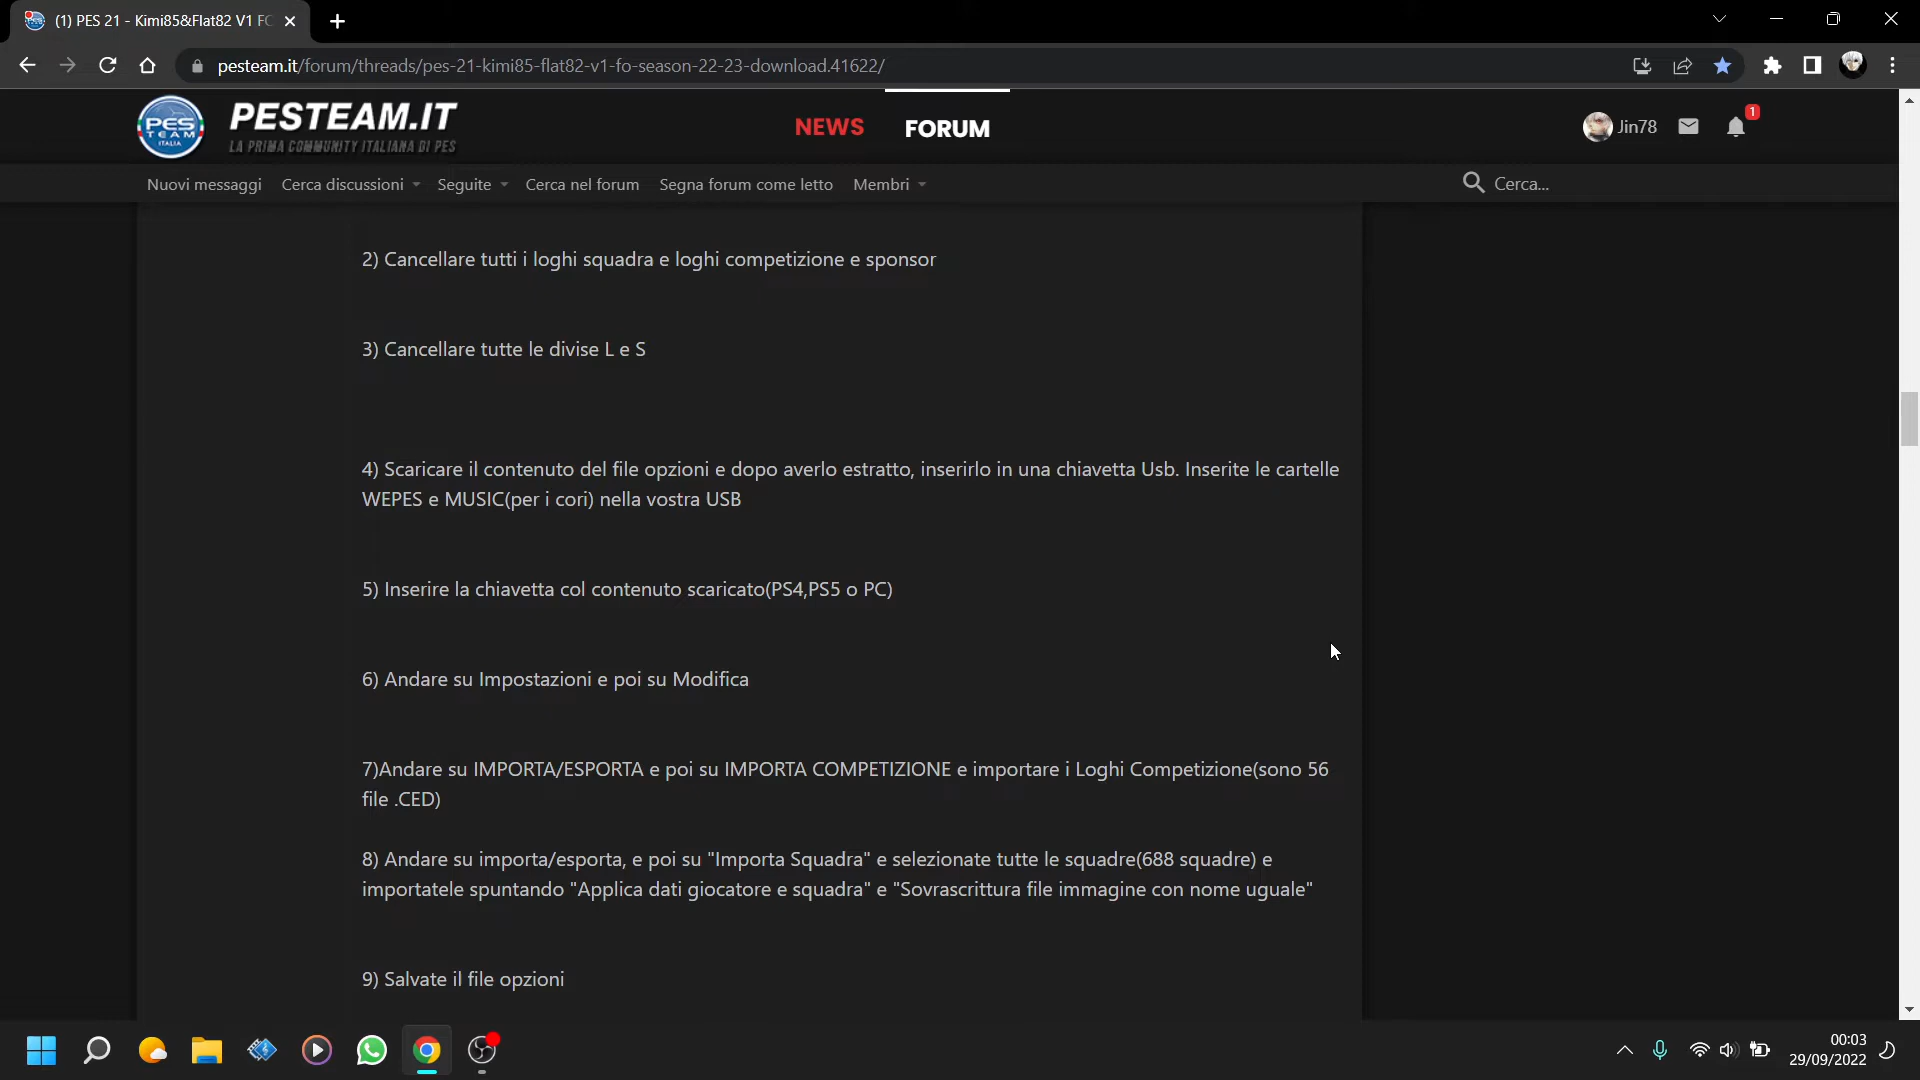 (1) PES 21 - Kimi85&Flat82 V1 FO
pesteam.it/forum/threads/pes-21-kimi85-flat82-v1-fo-season-22-23-download.41622/
PES
TEAM
ITALIA
PESTEAM.IT
LA PRIMA COMMUNITY ITALIANA DI PES
NEWS
FORUM
Jin78
1
Nuovi messaggi
Cerca discussioni
Seguite
Cerca nel forum
Segna forum come letto
Membri
Cerca...
2) Cancellare tutti i loghi squadra e loghi competizione e sponsor
3) Cancellare tutte le divise L e S
4) Scaricare il contenuto del file opzioni e dopo averlo estratto, inserirlo in una chiavetta Usb. Inserite le cartelle
WEPES e MUSIC(per i cori) nella vostra USB
5) Inserire la chiavetta col contenuto scaricato(PS4,PS5 o PC)
6) Andare su Impostazioni e poi su Modifica
7)Andare su IMPORTA/ESPORTA e poi su IMPORTA COMPETIZIONE e importare i Loghi Competizione(sono 56
file .CED)
8) Andare su importa/esporta, e poi su "Importa Squadra" e selezionate tutte le squadre(688 squadre) e
importatele spuntando "Applica dati giocatore e squadra" e "Sovrascrittura file immagine con nome uguale"
9) Salvate il file opzioni
00:03
29/09/2022